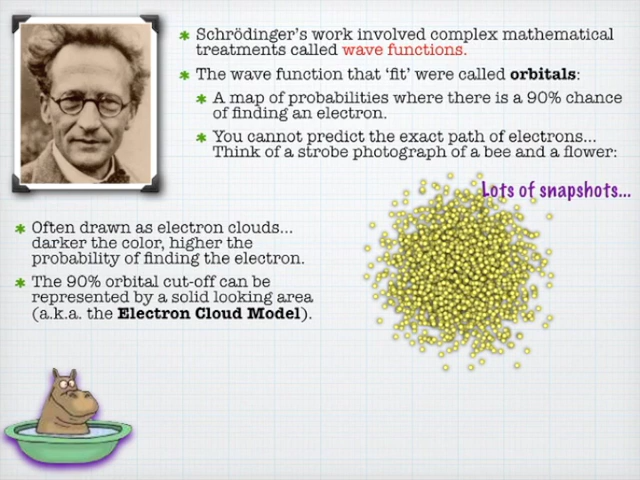 Schrödinger's work involved complex mathematical
treatments called wave functions.
The wave function that 'fit' were called orbitals:
A map of probabilities where there is a 90% chance
of finding an electron.
You cannot predict the exact path of electrons...
Think of a strobe photograph of a bee and a flower:
Lots of snapshots...
Often drawn as electron clouds...
darker the color, higher the
probability of finding the electron.
The 90% orbital cut-off can be
represented by a solid looking area
(a.k.a. the Electron Cloud Model).